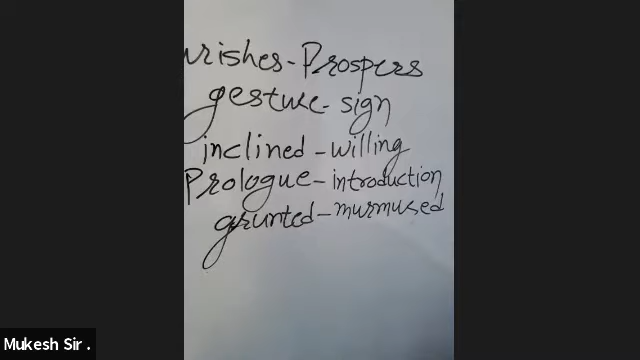 urishes - Prospers
gesture - sign
inclined - willing
Prologue - introduction
grunted - murmured
Mukesh Sir .